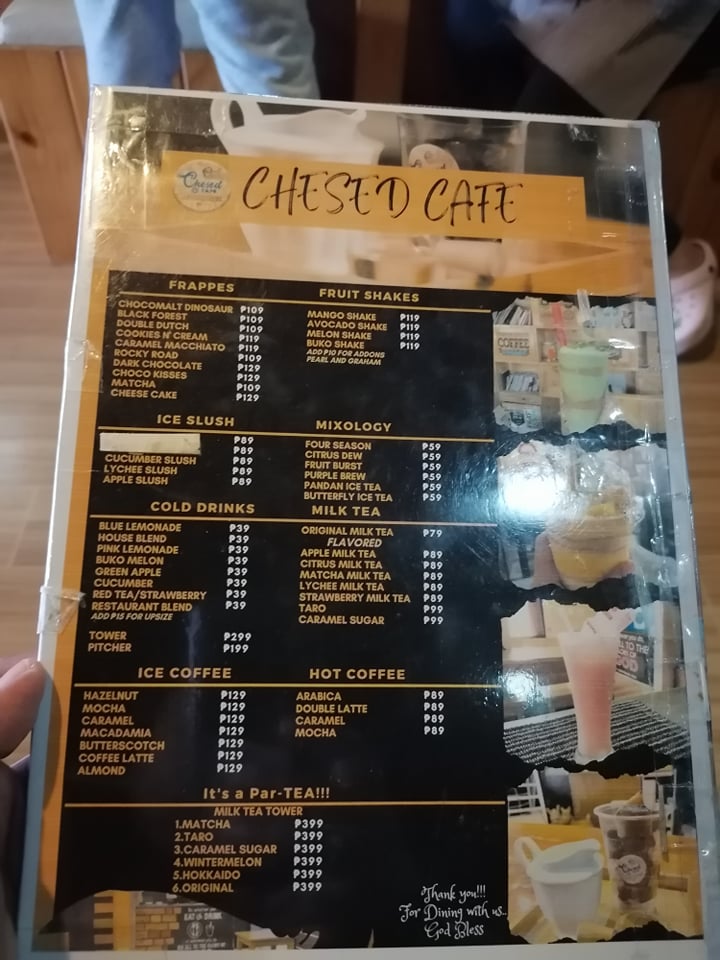 Chesed
CAFE
CHESED CAFE
FRAPPES
CHOCOMALT DINOSAUR ₱109
BLACK FOREST ₱109
DOUBLE DUTCH ₱109
COOKIES N' CREAM ₱119
CARAMEL MACCHIATO ₱119
ROCKY ROAD ₱109
DARK CHOCOLATE ₱129
CHOCO KISSES ₱129
MATCHA ₱109
CHEESE CAKE ₱129
FRUIT SHAKES
MANGO SHAKE ₱119
AVOCADO SHAKE ₱119
MELON SHAKE ₱119
BUKO SHAKE ₱119
ADD P10 FOR ADDONS
PEARL AND GRAHAM
ICE SLUSH
₱89
₱89
CUCUMBER SLUSH ₱89
LYCHEE SLUSH ₱89
APPLE SLUSH ₱89
MIXOLOGY
FOUR SEASON ₱59
CITRUS DEW ₱59
FRUIT BURST ₱59
PURPLE BREW ₱59
PANDAN ICE TEA ₱59
BUTTERFLY ICE TEA ₱59
COLD DRINKS
BLUE LEMONADE ₱39
HOUSE BLEND ₱39
PINK LEMONADE ₱39
BUKO MELON ₱39
GREEN APPLE ₱39
CUCUMBER ₱39
RED TEA/STRAWBERRY ₱39
RESTAURANT BLEND ₱39
ADD ₱15 FOR UPSIZE
TOWER ₱299
PITCHER ₱199
MILK TEA
ORIGINAL MILK TEA ₱79
FLAVORED
APPLE MILK TEA ₱89
CITRUS MILK TEA ₱89
MATCHA MILK TEA ₱89
LYCHEE MILK TEA ₱89
STRAWBERRY MILK TEA ₱89
TARO ₱99
CARAMEL SUGAR ₱99
ICE COFFEE
HAZELNUT ₱129
MOCHA ₱129
CARAMEL ₱129
MACADAMIA ₱129
BUTTERSCOTCH ₱129
COFFEE LATTE ₱129
ALMOND ₱129
HOT COFFEE
ARABICA ₱89
DOUBLE LATTE ₱89
CARAMEL ₱89
MOCHA ₱89
It's a Par-TEA!!!
MILK TEA TOWER
1.MATCHA ₱399
2.TARO ₱399
3.CARAMEL SUGAR ₱399
4.WINTERMELON ₱399
5.HOKKAIDO ₱399
6.ORIGINAL ₱399
Thank you!!!
For Dining with us..
God Bless
COFFEE
GOD
EAT OR DRINK